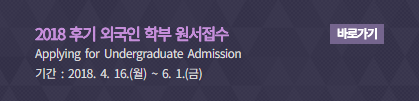 2018 후기 외국인 학부 원서접수
바로가기
Applying for Undergraduate Admission
기간 : 2018. 4. 16.(월) ~ 6. 1.(금)